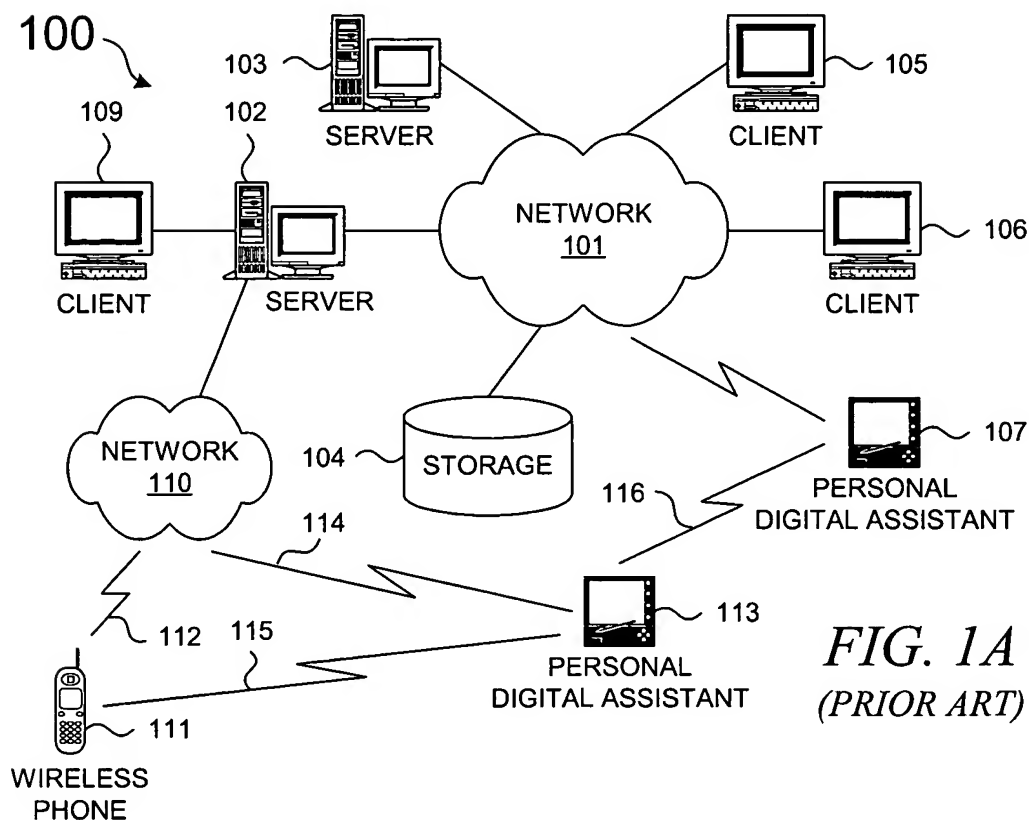 100
103
SERVER
105
CLIENT
109
CLIENT
102
SERVER
NETWORK
101
106
CLIENT
NETWORK
110
104
STORAGE
107
PERSONAL
DIGITAL ASSISTANT
116
114
112
115
113
PERSONAL
DIGITAL ASSISTANT
111
WIRELESS
PHONE
FIG. 1A
(PRIOR ART)